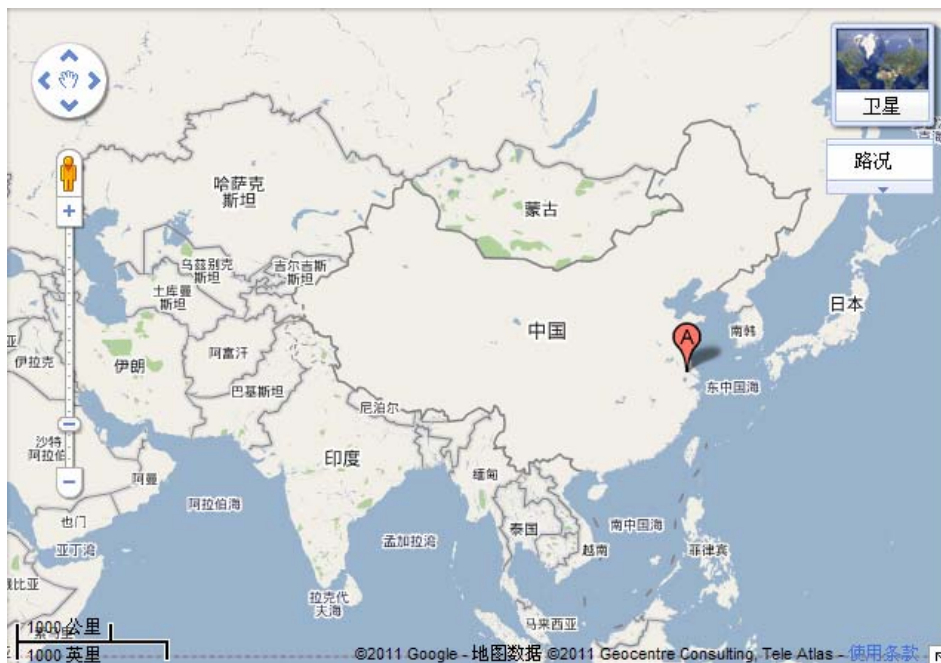 卫星
路况
哈萨克
斯坦
蒙古
乌兹别克
斯坦
吉尔吉斯
斯坦
土库曼
斯坦
日本
中国
A
南韩
伊拉克
伊朗
阿富汗
巴基斯坦
东中国海
尼泊尔
沙特
阿拉伯
印度
缅甸
阿曼
阿拉伯海
也门
泰国
南中国海
孟加拉湾
亚丁湾
越南
菲律宾
比亚
拉克代
夫海
马来西亚
1000 公里
1000 英里
©2011 Google - 地图数据 ©2011 Geocentre Consulting, Tele Atlas - 使用条款